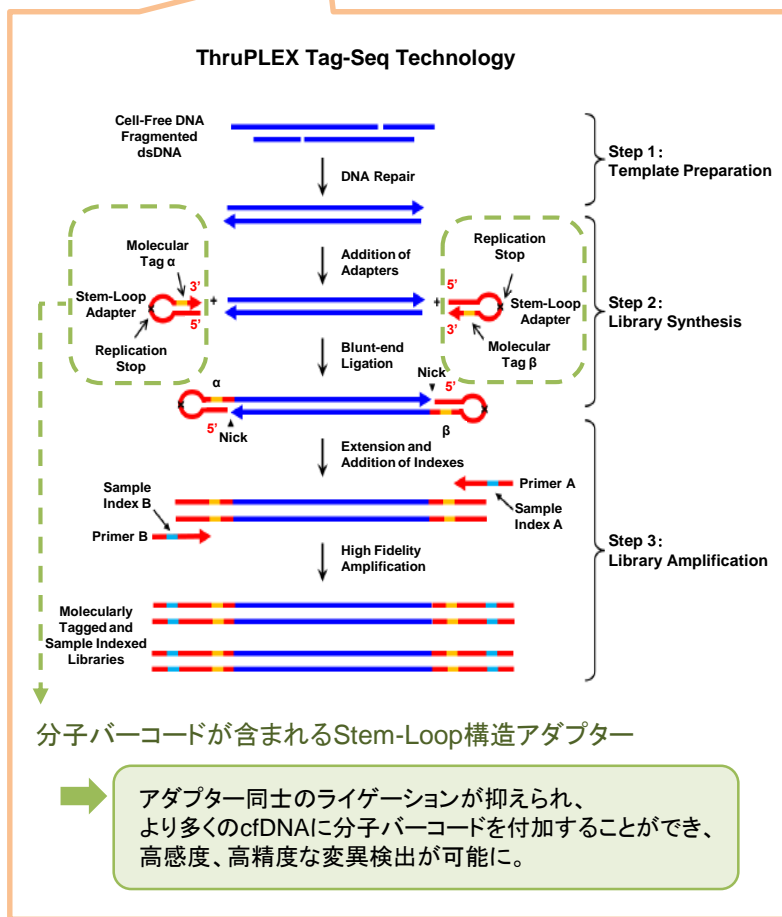 ThruPLEX Tag-Seq Technology
Cell-Free DNA
Fragmented
dsDNA
Step 1：
Template Preparation
DNA Repair
Molecular
Tag α
3’
Stem-Loop
Adapter
5’
Replication
Stop
+
Addition of
Adapters
+
Replication
Stop
5’
Stem-Loop
Adapter
3’
Molecular
Tag β
Step 2：
Library Synthesis
Blunt-end
Ligation
α
Nick
5’
5’
Nick
β
Extension and
Addition of Indexes
Primer A
Sample
Index B
Sample
Index A
Primer B
Step 3：
Library Amplification
High Fidelity
Amplification
Molecularly
Tagged and
Sample Indexed
Libraries
分子バーコードが含まれるStem-Loop構造アダプター
アダプター同士のライゲーションが抑えられ、
より多くのcfDNAに分子バーコードを付加することができ、
高感度、高精度な変異検出が可能に。